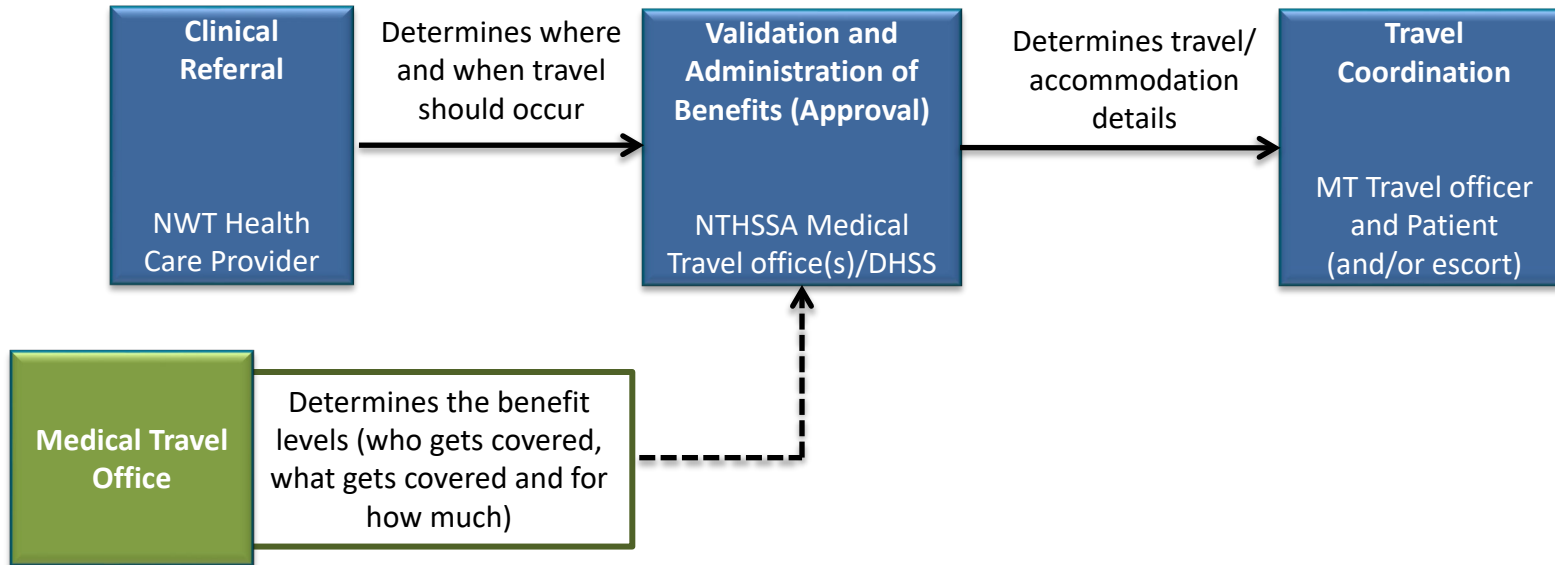 Clinical
Referral
NWT Health
Care Provider
Determines where
and when travel
should occur
Validation and
Administration of
Benefits (Approval)
NTHSSA Medical
Travel office(s)/DHSS
Determines travel/
accommodation
details
Travel
Coordination
MT Travel officer
and Patient
(and/or escort)
Medical Travel
Office
Determines the benefit
levels (who gets covered,
what gets covered and for
how much)